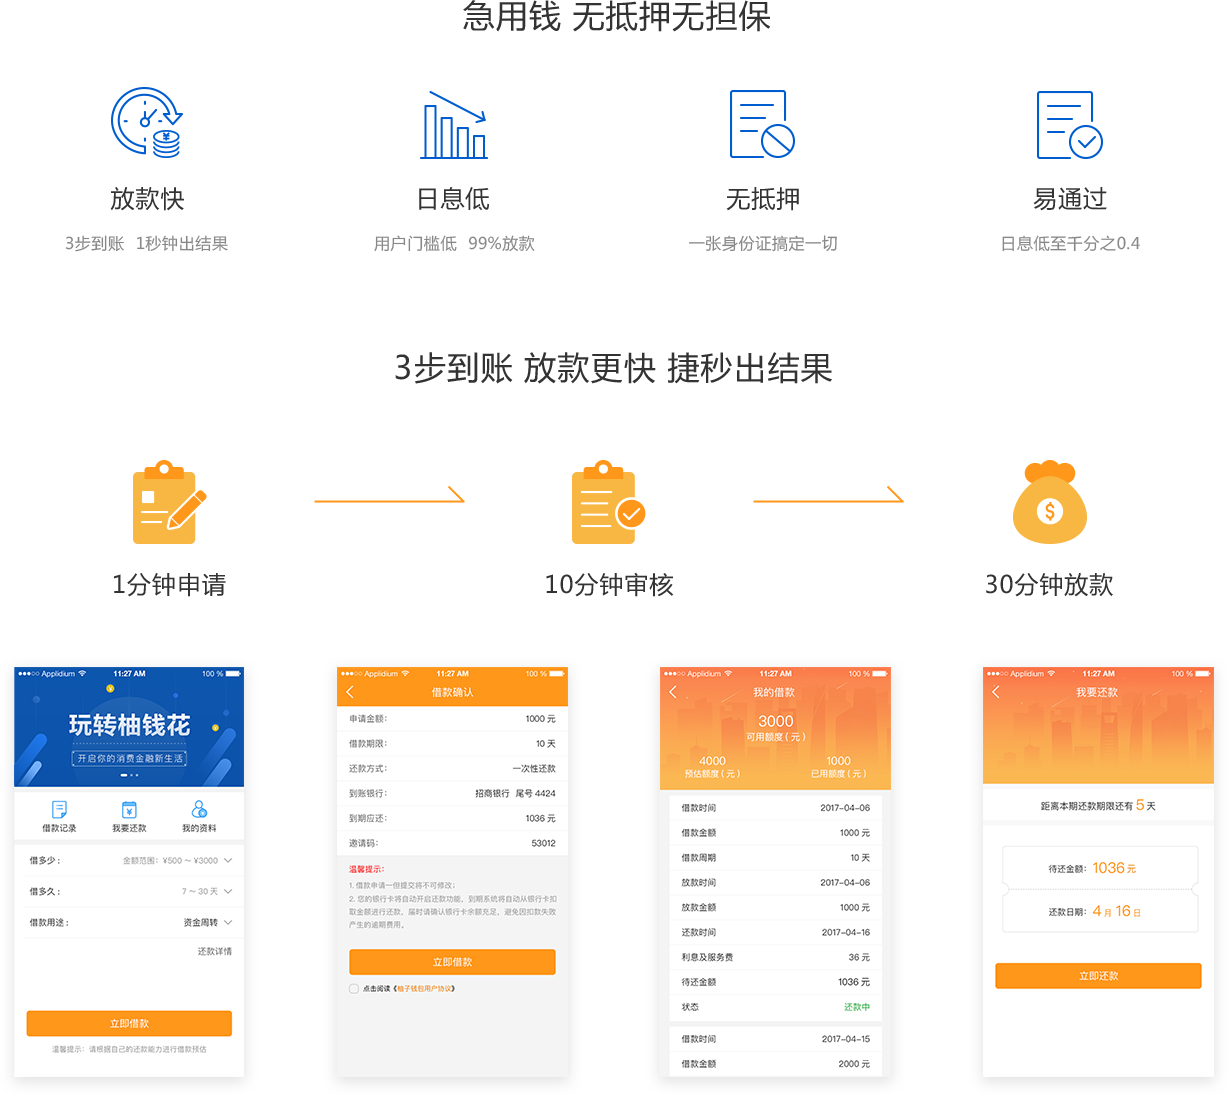 急用钱 无抵押无担保
放款快
日息低
无抵押
易通过
3步到账 1秒钟出结果
用户门槛低 99%放款
一张身份证搞定一切
日息低至千分之0.4
3步到账 放款更快 捷秒出结果
1分钟申请
10分钟审核
30分钟放款
Applidium 11:27 AM 100 %
玩转柚钱花
开启你的消费金融新生活
借款记录
我要还款
我的资料
借多少：
金额范围：¥500 ～ ¥3000
借多久：
7 ～ 30 天
借款用途：
资金周转
还款详情
立即借款
温馨提示：请根据自己的还款能力进行借款预估
Applidium 11:27 AM 100 %
借款确认
申请金额： 1000 元
借款期限： 10 天
还款方式： 一次性还款
到账银行： 招商银行 尾号 4424
到期应还： 1036 元
邀请码： 53012
温馨提示：
1. 借款申请一但提交将不可修改；
2. 您的银行卡将自动开启还款功能，到期系统将自动从银行卡扣
取金额进行还款，届时请确认银行卡余额充足，避免因扣款失败
产生的逾期费用。
立即借款
点击阅读《柚子钱包用户协议》
Applidium 11:27 AM 100 %
我的借款
3000
可用额度（元）
4000
预估额度（元）
1000
已用额度（元）
借款时间 2017-04-06
借款金额 1000 元
借款周期 10 天
放款时间 2017-04-06
放款金额 1000 元
还款时间 2017-04-16
利息及服务费 36 元
待还金额 1036 元
状态 还款中
借款时间 2017-04-15
借款金额 2000 元
Applidium 11:27 AM 100 %
我要还款
距离本期还款期限还有 5 天
待还金额：1036 元
还款日期：4 月 16 日
立即还款